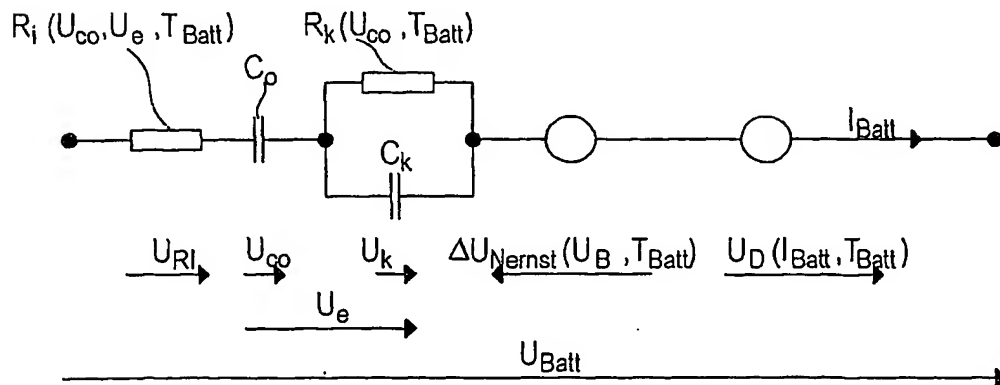 R_i(U_co,U_e,T_Batt)
R_k(U_co,T_Batt)
C_o
I_Batt
C_k
U_RI
U_co
U_k
ΔU_Nernst(U_B,T_Batt)
U_D(I_Batt,T_Batt)
U_e
U_Batt